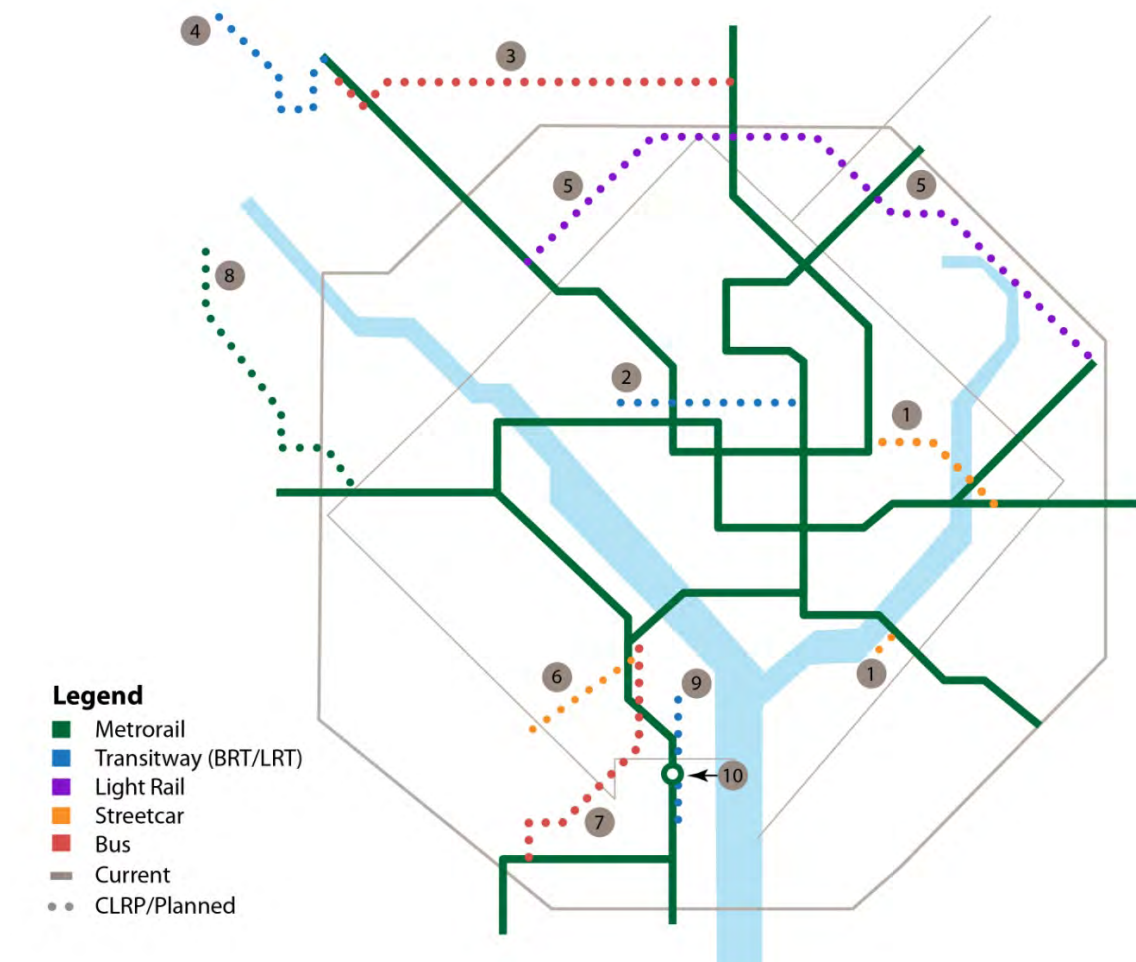 4
3
5
5
8
2
1
1
6
9
10
7
Legend
Metrorail
Transitway (BRT/LRT)
Light Rail
Streetcar
Bus
Current
CLRP/Planned